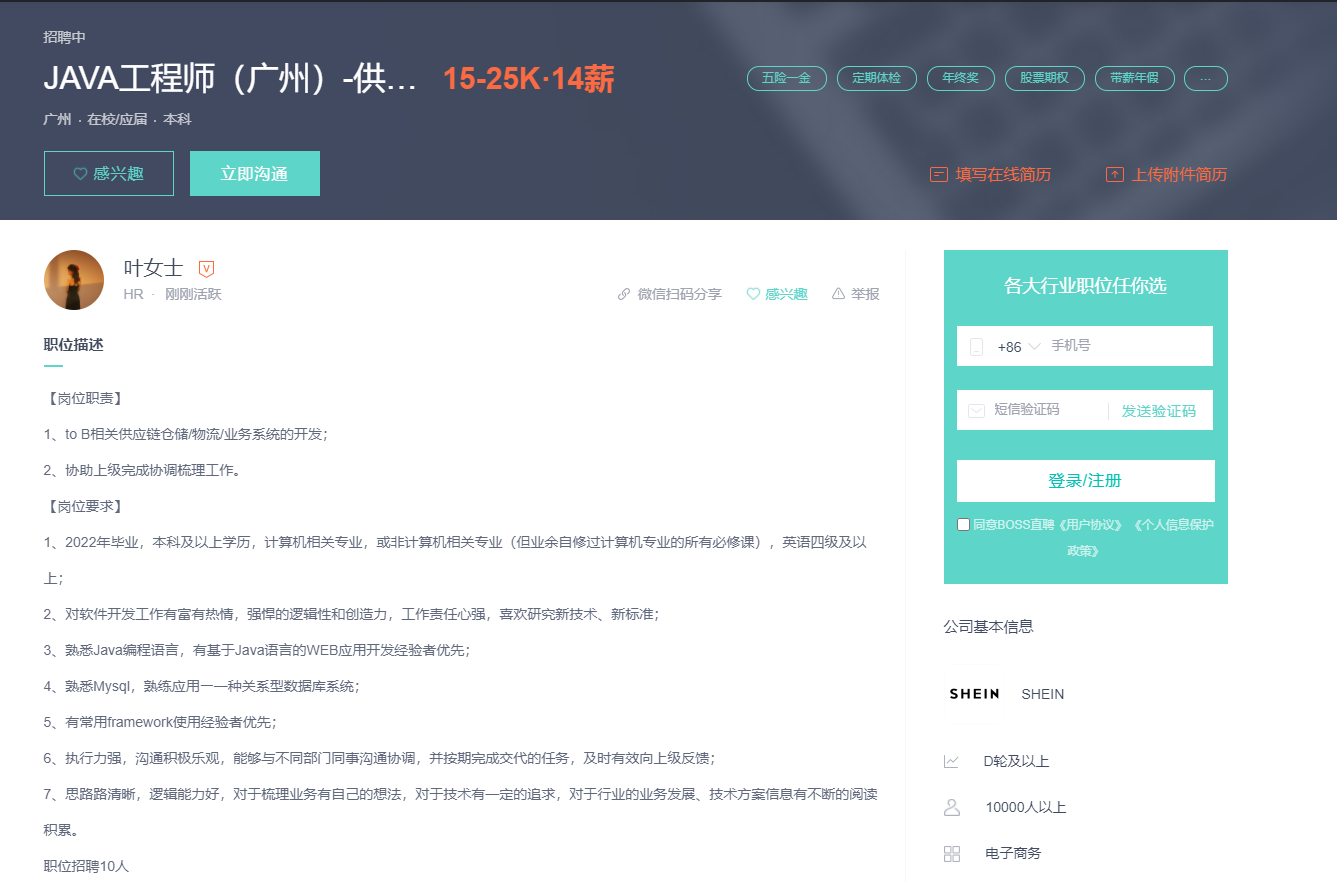 招聘中
JAVA工程师（广州）-供... 15-25K·14薪
五险一金 定期体检 年终奖 股票期权 带薪年假 ...
广州 · 在校/应届 · 本科
感兴趣 立即沟通
填写在线简历 上传附件简历
叶女士 V
HR · 刚刚活跃
微信扫码分享 感兴趣 举报
职位描述
【岗位职责】
1、to B相关供应链仓储/物流/业务系统的开发；
2、协助上级完成协调梳理工作。
【岗位要求】
1、2022年毕业，本科及以上学历，计算机相关专业，或非计算机相关专业（但业余自修过计算机专业的所有必修课），英语四级及以
上；
2、对软件开发工作有富有热情，强悍的逻辑性和创造力，工作责任心强，喜欢研究新技术、新标准；
3、熟悉Java编程语言，有基于Java语言的WEB应用开发经验者优先；
4、熟悉Mysql，熟练应用一一种关系型数据库系统；
5、有常用framework使用经验者优先；
6、执行力强，沟通积极乐观，能够与不同部门同事沟通协调，并按期完成交代的任务，及时有效向上级反馈；
7、思路路清晰，逻辑能力好，对于梳理业务有自己的想法，对于技术有一定的追求，对于行业的业务发展、技术方案信息有不断的阅读
积累。
职位招聘10人
各大行业职位任你选
+86 手机号
短信验证码 发送验证码
登录/注册
同意BOSS直聘《用户协议》《个人信息保护
政策》
公司基本信息
SHEIN SHEIN
D轮及以上
10000人以上
电子商务